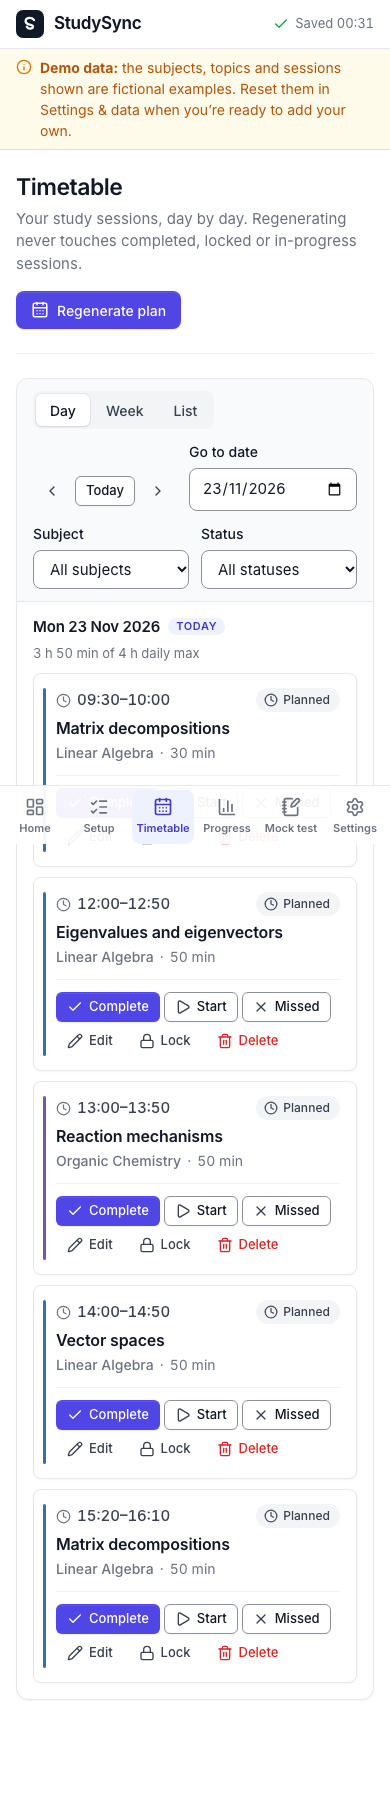 StudySync
Saved 00:31
Demo data: the subjects, topics and sessions
shown are fictional examples. Reset them in
Settings & data when you're ready to add your
own.
Timetable
Your study sessions, day by day. Regenerating
never touches completed, locked or in-progress
sessions.
Regenerate plan
Day Week List
Go to date
Today
23/11/2026
Subject Status
All subjects All statuses
Mon 23 Nov 2026 TODAY
3 h 50 min of 4 h daily max
09:30–10:00 Planned
Matrix decompositions
Linear Algebra · 30 min
Home Setup Timetable Progress Mock test Settings
12:00–12:50 Planned
Eigenvalues and eigenvectors
Linear Algebra · 50 min
Complete Start Missed
Edit Lock Delete
13:00–13:50 Planned
Reaction mechanisms
Organic Chemistry · 50 min
Complete Start Missed
Edit Lock Delete
14:00–14:50 Planned
Vector spaces
Linear Algebra · 50 min
Complete Start Missed
Edit Lock Delete
15:20–16:10 Planned
Matrix decompositions
Linear Algebra · 50 min
Complete Start Missed
Edit Lock Delete